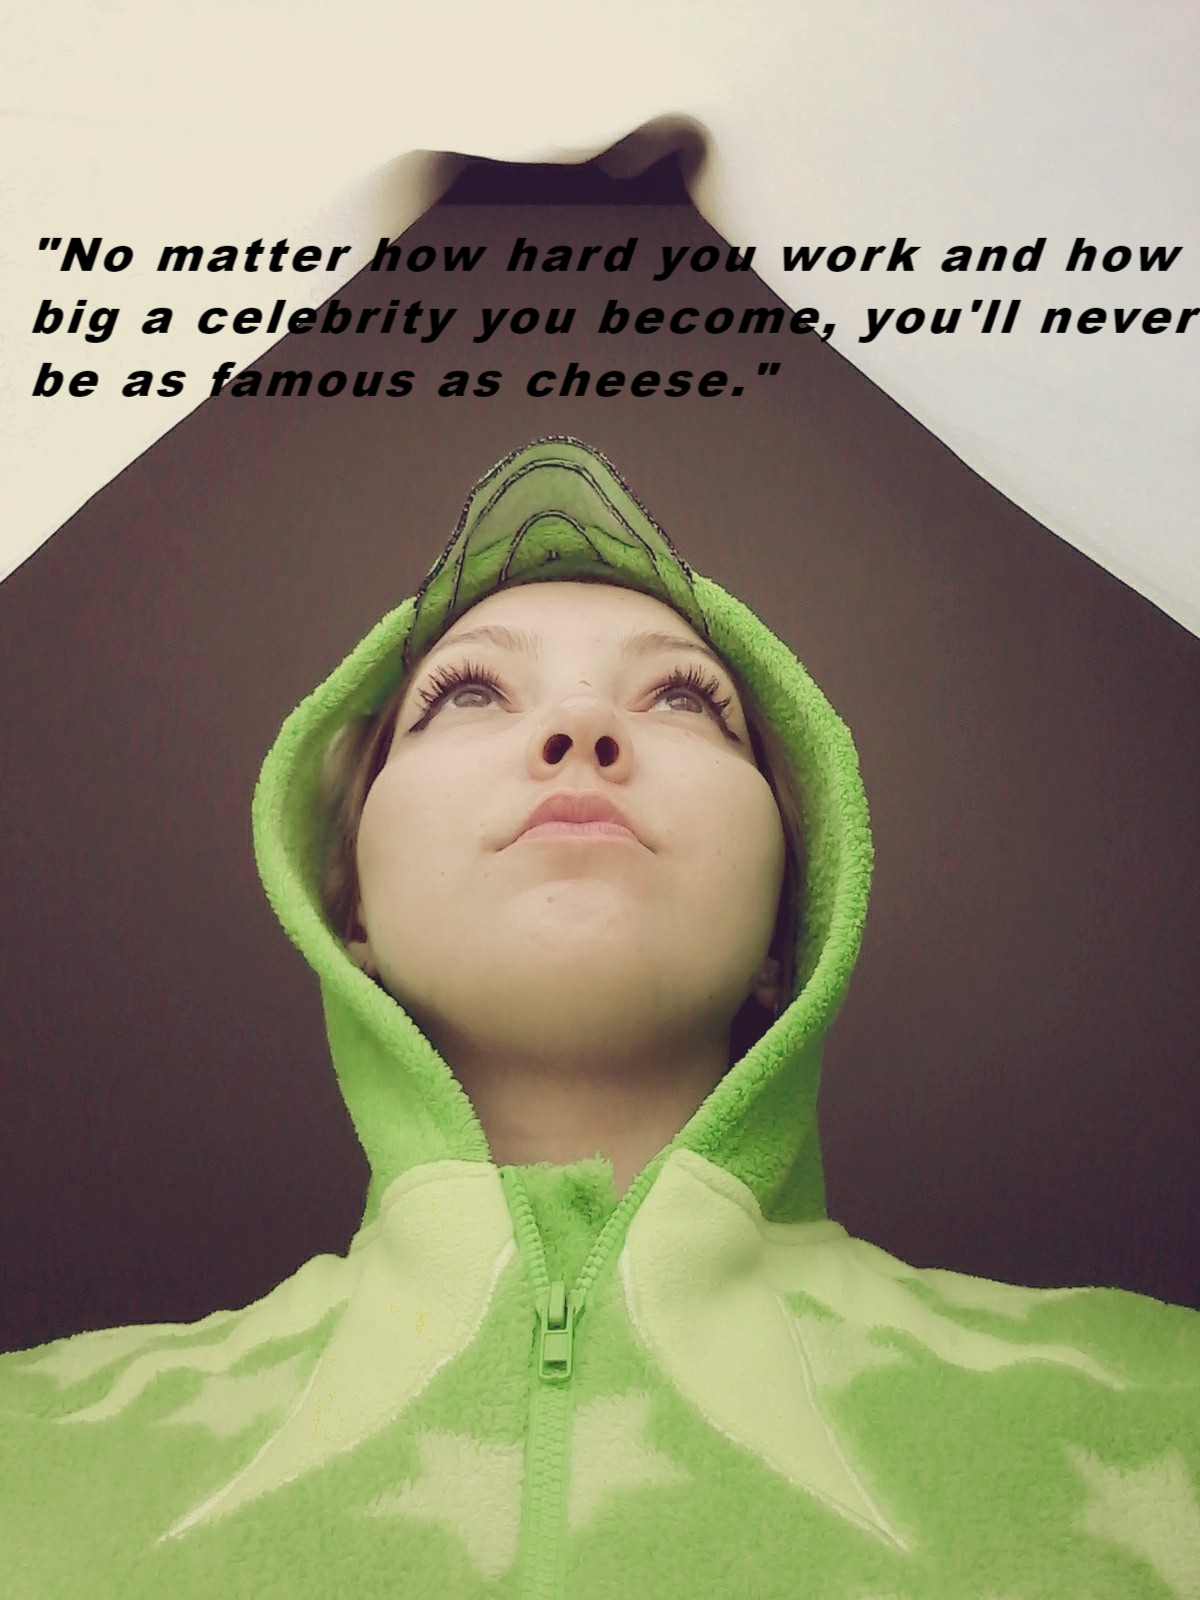 "No matter how hard you work and how
big a celebrity you become, you'll never
be as famous as cheese."